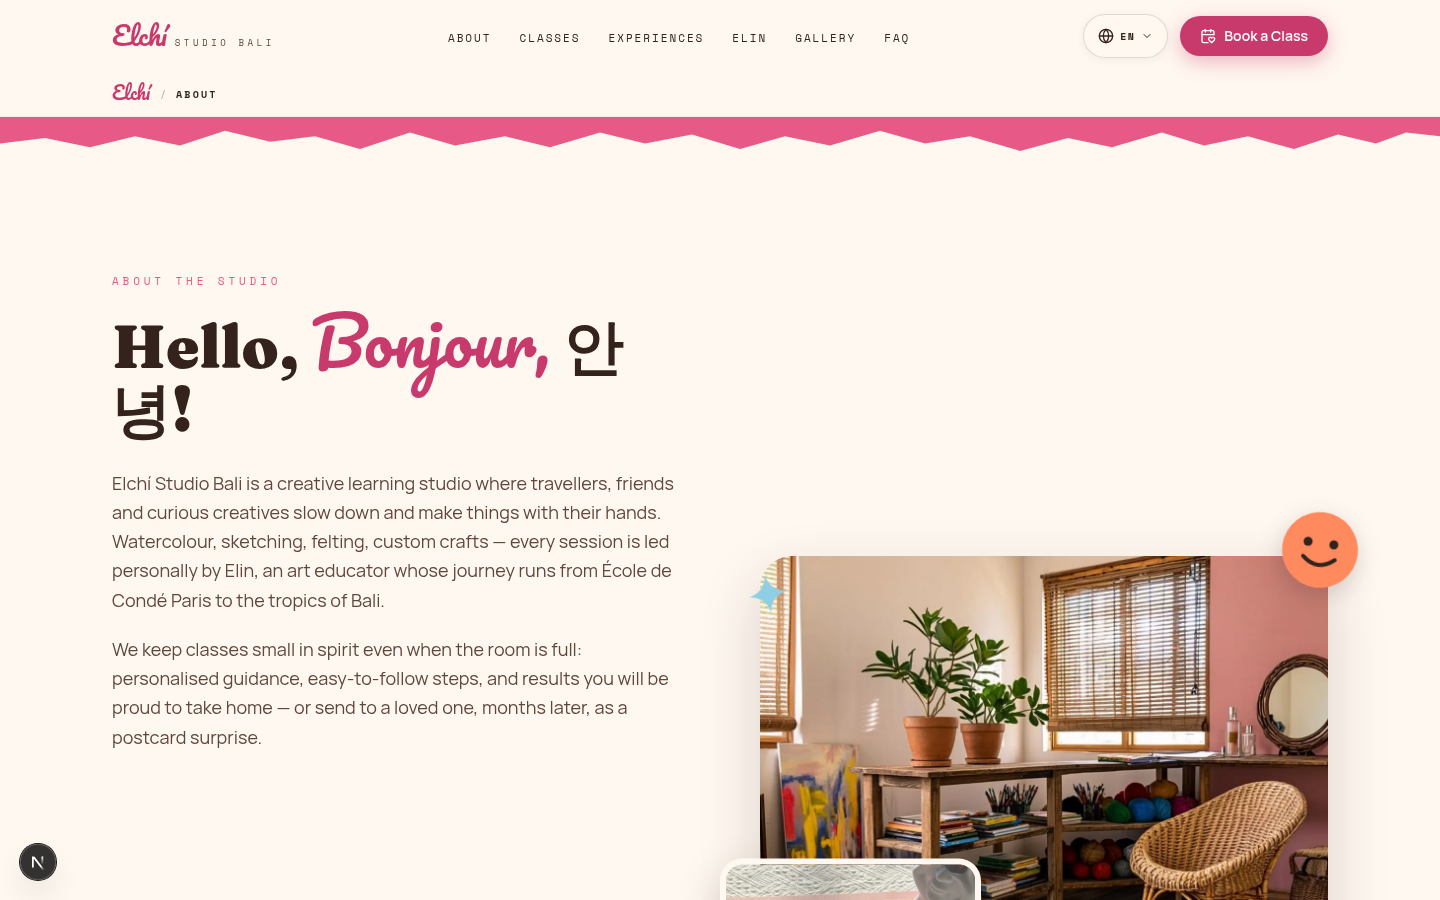 Elchí STUDIO BALI
ABOUT CLASSES EXPERIENCES ELIN GALLERY FAQ
EN
Book a Class
Elchí / ABOUT
ABOUT THE STUDIO
Hello, Bonjour, 안
녕!
Elchí Studio Bali is a creative learning studio where travellers, friends
and curious creatives slow down and make things with their hands.
Watercolour, sketching, felting, custom crafts — every session is led
personally by Elin, an art educator whose journey runs from École de
Condé Paris to the tropics of Bali.
We keep classes small in spirit even when the room is full:
personalised guidance, easy-to-follow steps, and results you will be
proud to take home — or send to a loved one, months later, as a
postcard surprise.
N